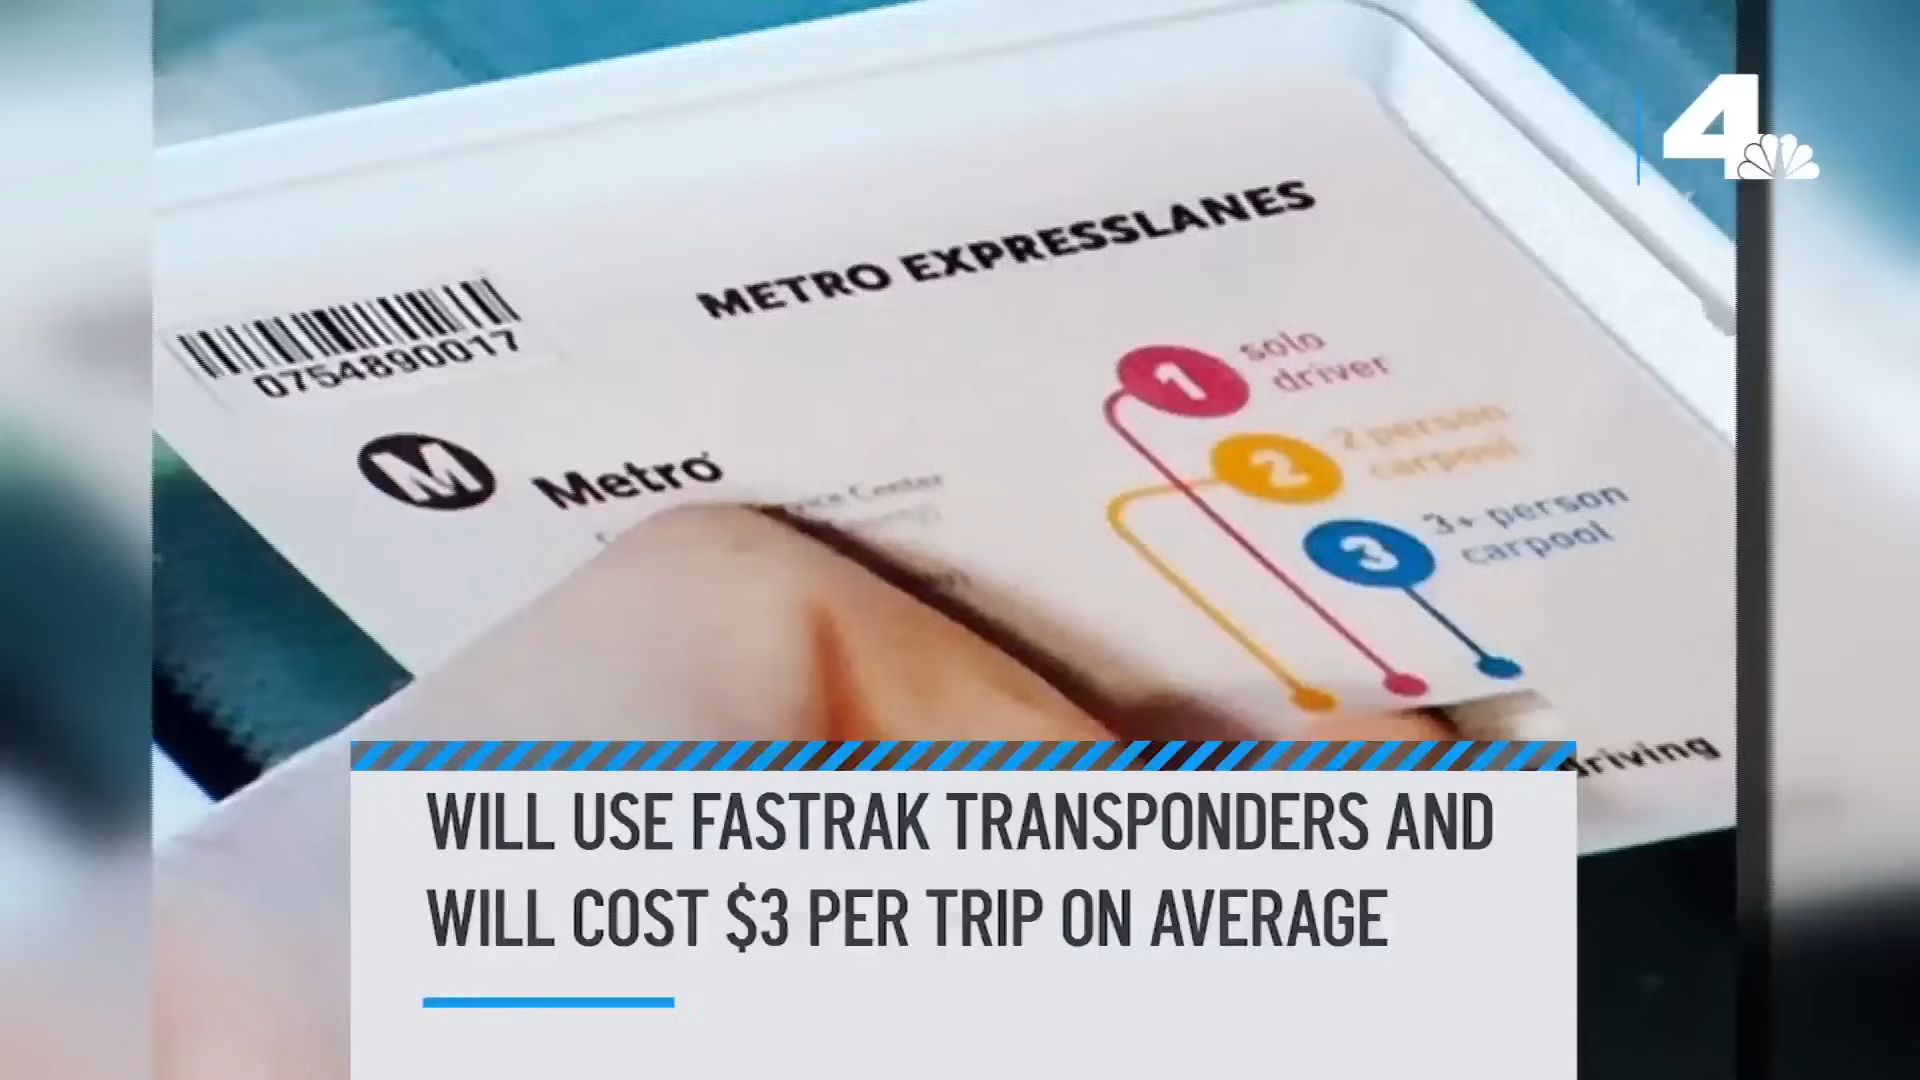 4
METRO EXPRESSLANES
0754890017
M Metro
1 solo
driver
2 2 person
carpool
3 3+ person
carpool
driving
WILL USE FASTRAK TRANSPONDERS AND
WILL COST $3 PER TRIP ON AVERAGE